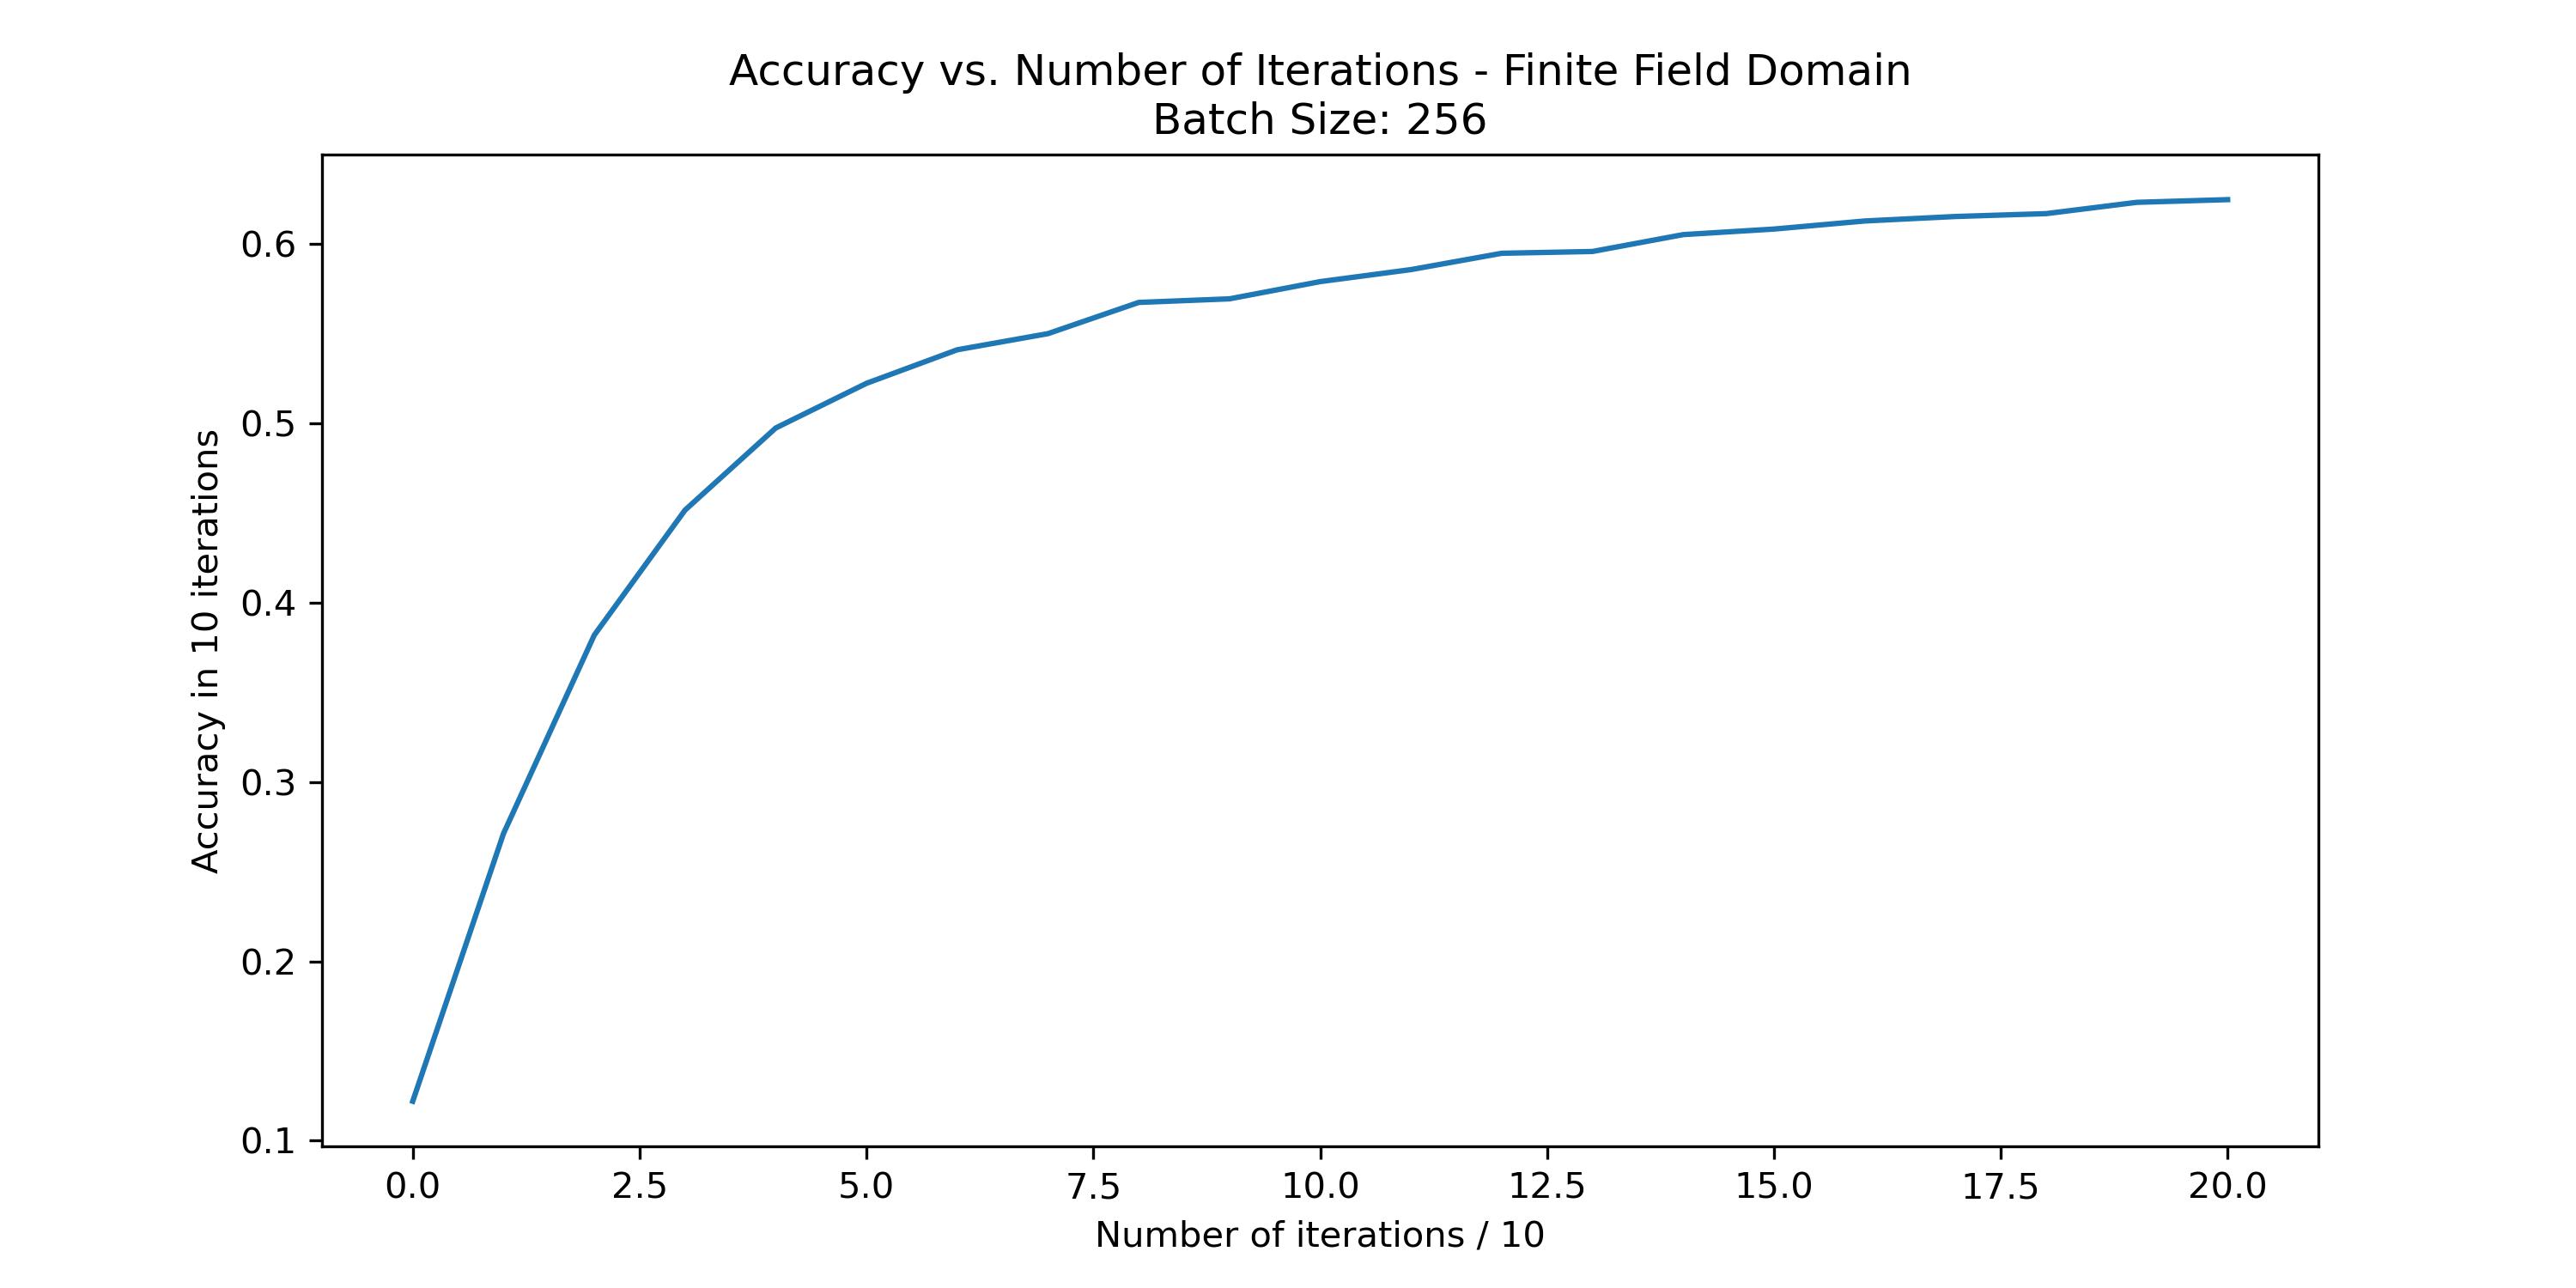 Accuracy vs. Number of Iterations - Finite Field Domain
Batch Size: 256
Accuracy in 10 iterations
0.6
0.5
0.4
0.3
0.2
0.1
0.0 2.5 5.0 7.5 10.0 12.5 15.0 17.5 20.0
Number of iterations / 10